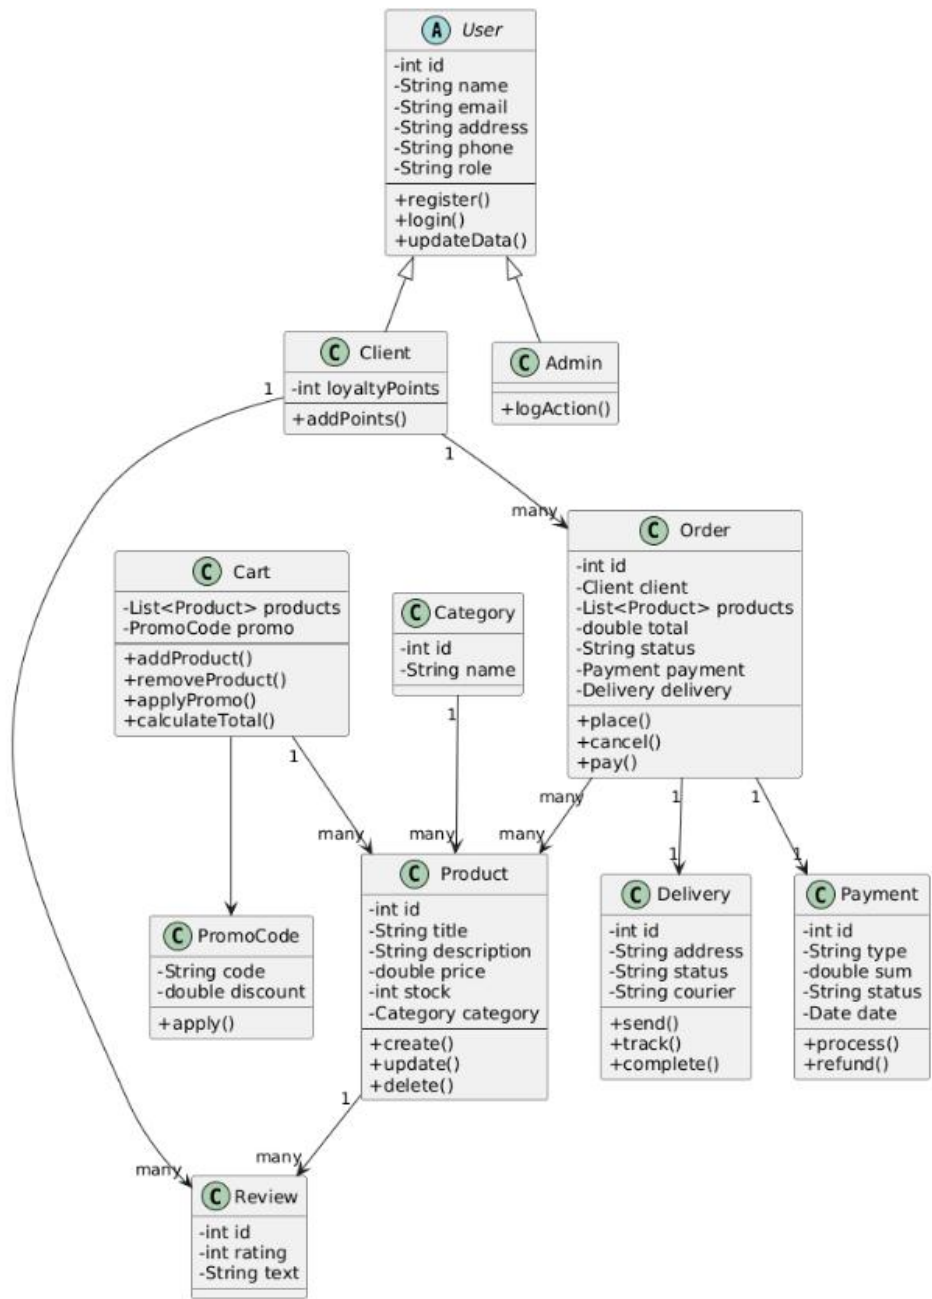 A User
-int id
-String name
-String email
-String address
-String phone
-String role
+register()
+login()
+updateData()
C Client
-int loyaltyPoints
+addPoints()
C Admin
+logAction()
1
1
many
C Order
-int id
-Client client
-List<Product> products
-double total
-String status
-Payment payment
-Delivery delivery
+place()
+cancel()
+pay()
C Cart
-List<Product> products
-PromoCode promo
+addProduct()
+removeProduct()
+applyPromo()
+calculateTotal()
C Category
-int id
-String name
1
1
many
1
1
many
many
many
1
1
C PromoCode
-String code
-double discount
+apply()
C Product
-int id
-String title
-String description
-double price
-int stock
-Category category
+create()
+update()
+delete()
C Delivery
-int id
-String address
-String status
-String courier
+send()
+track()
+complete()
C Payment
-int id
-String type
-double sum
-String status
-Date date
+process()
+refund()
1
many
many
C Review
-int id
-int rating
-String text